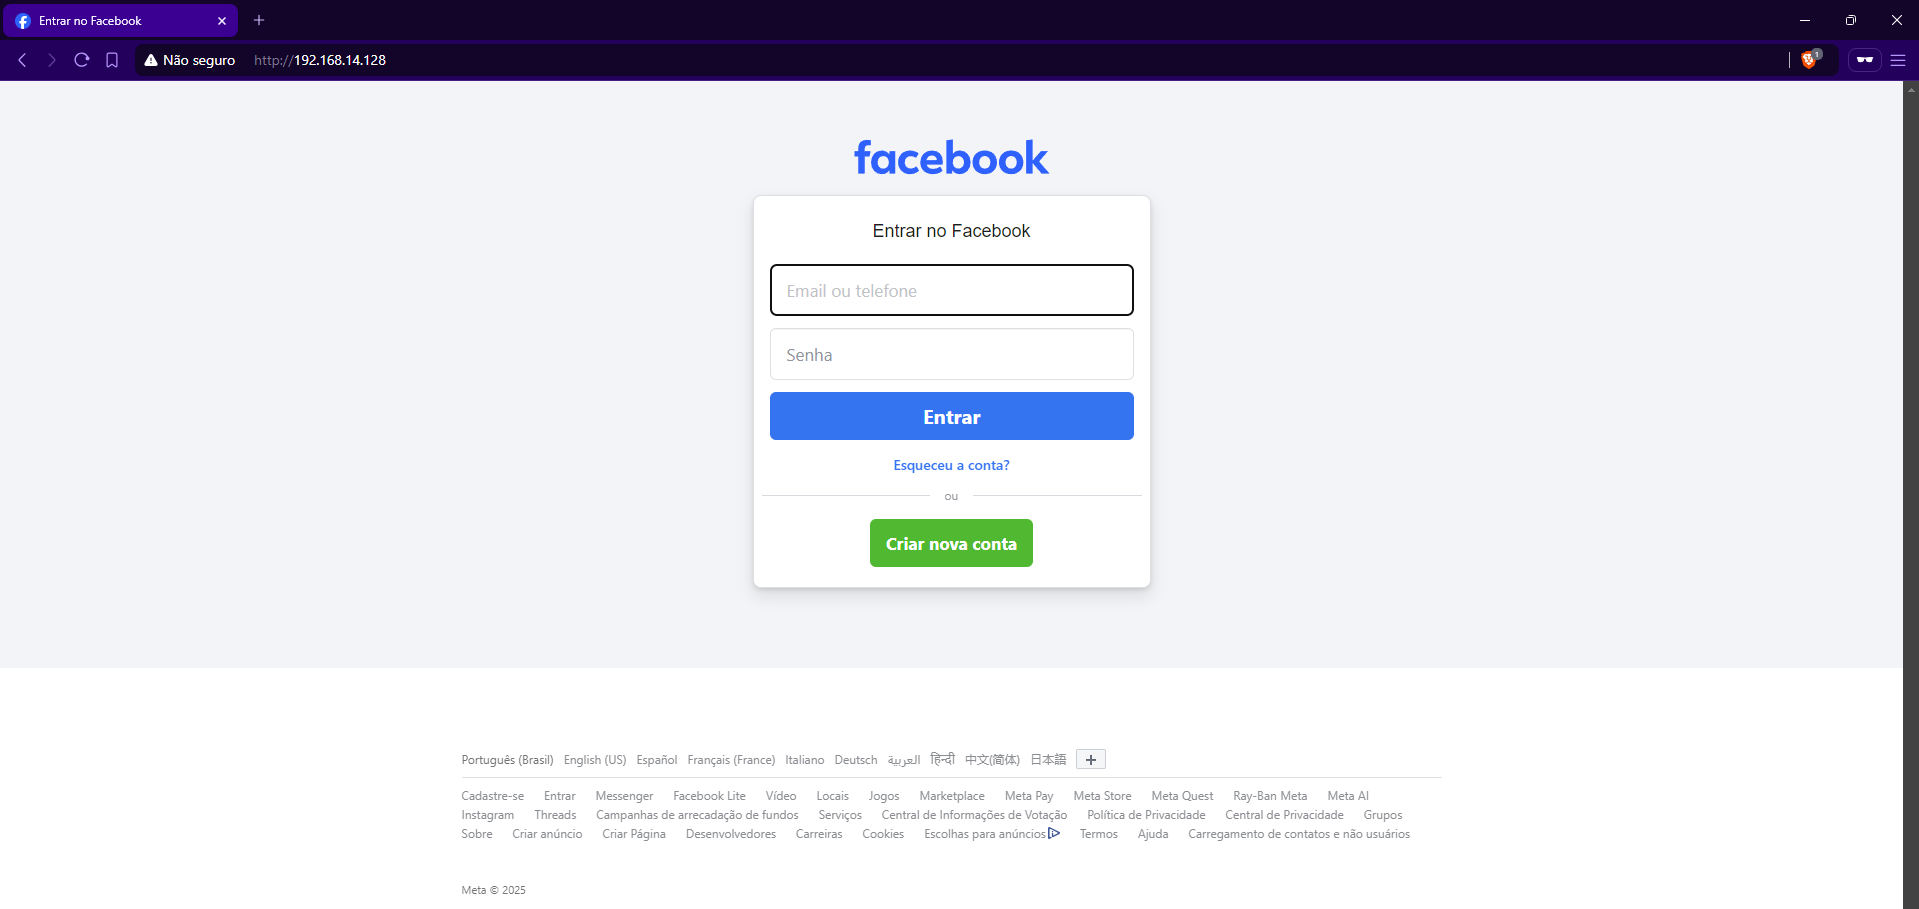 Entrar no Facebook
Não seguro http://192.168.14.128
1
facebook
Entrar no Facebook
Email ou telefone
Senha
Entrar
Esqueceu a conta?
ou
Criar nova conta
Português (Brasil) English (US) Español Français (France) Italiano Deutsch العربية हिन्दी 中文(简体) 日本語
Cadastre-se Entrar Messenger Facebook Lite Vídeo Locais Jogos Marketplace Meta Pay Meta Store Meta Quest Ray-Ban Meta Meta AI
Instagram Threads Campanhas de arrecadação de fundos Serviços Central de Informações de Votação Política de Privacidade Central de Privacidade Grupos
Sobre Criar anúncio Criar Página Desenvolvedores Carreiras Cookies Escolhas para anúncios Termos Ajuda Carregamento de contatos e não usuários
Meta © 2025